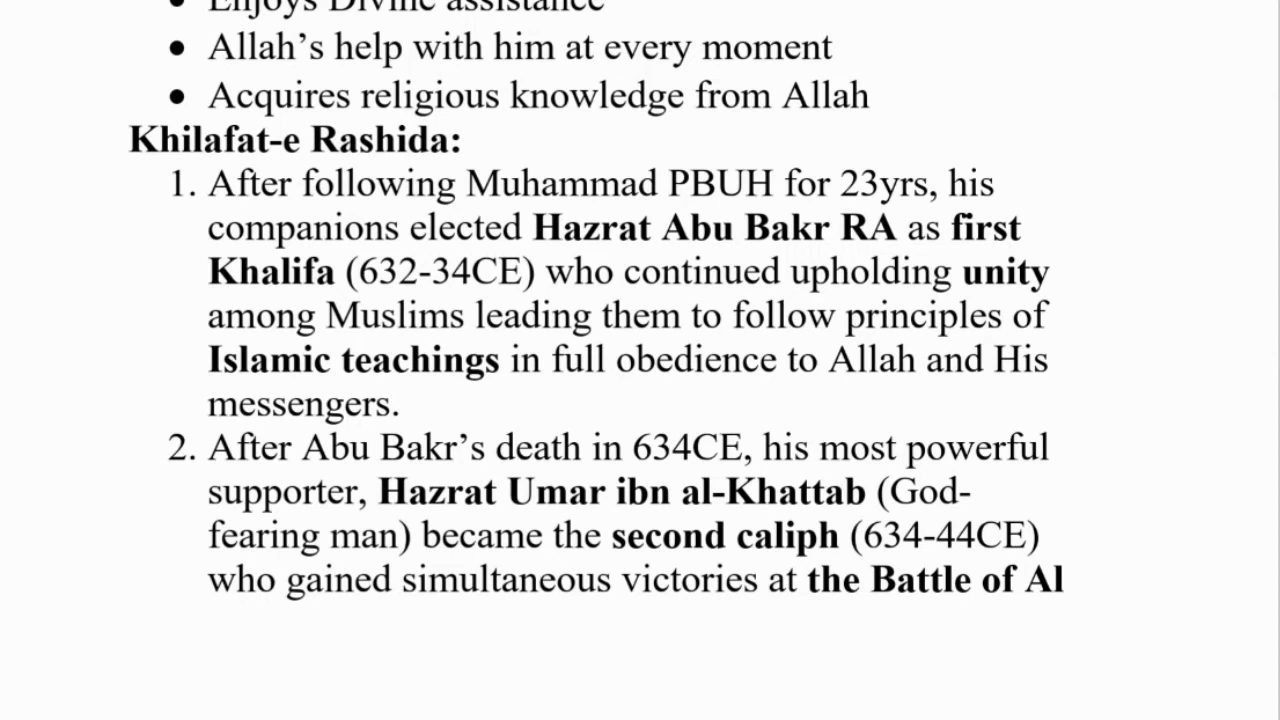 • Enjoys Divine assistance
• Allah’s help with him at every moment
• Acquires religious knowledge from Allah
Khilafat-e Rashida:
1. After following Muhammad PBUH for 23yrs, his
companions elected Hazrat Abu Bakr RA as first
Khalifa (632-34CE) who continued upholding unity
among Muslims leading them to follow principles of
Islamic teachings in full obedience to Allah and His
messengers.
2. After Abu Bakr’s death in 634CE, his most powerful
supporter, Hazrat Umar ibn al-Khattab (God-
fearing man) became the second caliph (634-44CE)
who gained simultaneous victories at the Battle of Al